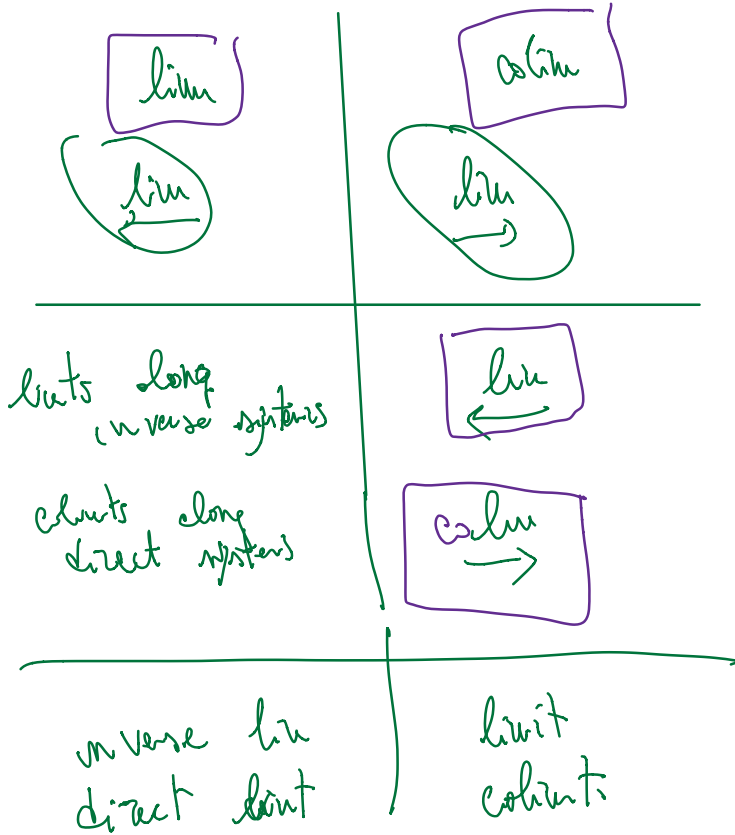 lim colim
lim lim
← →
limits along lim
inverse systems ←
colimits along colim
direct systems →
inverse lim limit
direct limit colimits